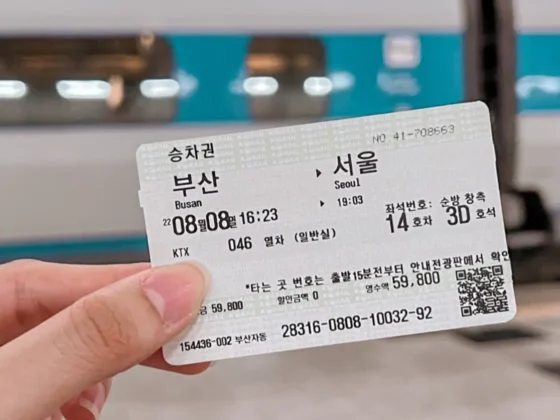 승차권
NO 41-708663
부산 ▸ 서울
Busan Seoul
22 08월 08일 16:23 ▸ 19:03
좌석번호: 순방 창측
KTX 046 열차 (일반실)
14 호차 3D 호석
*타는 곳 번호는 출발15분전부터 안내전광판에서 확인
금 59,800 할인금액 0 영수액 59,800
154436-002 부산자동 28316-0808-10032-92